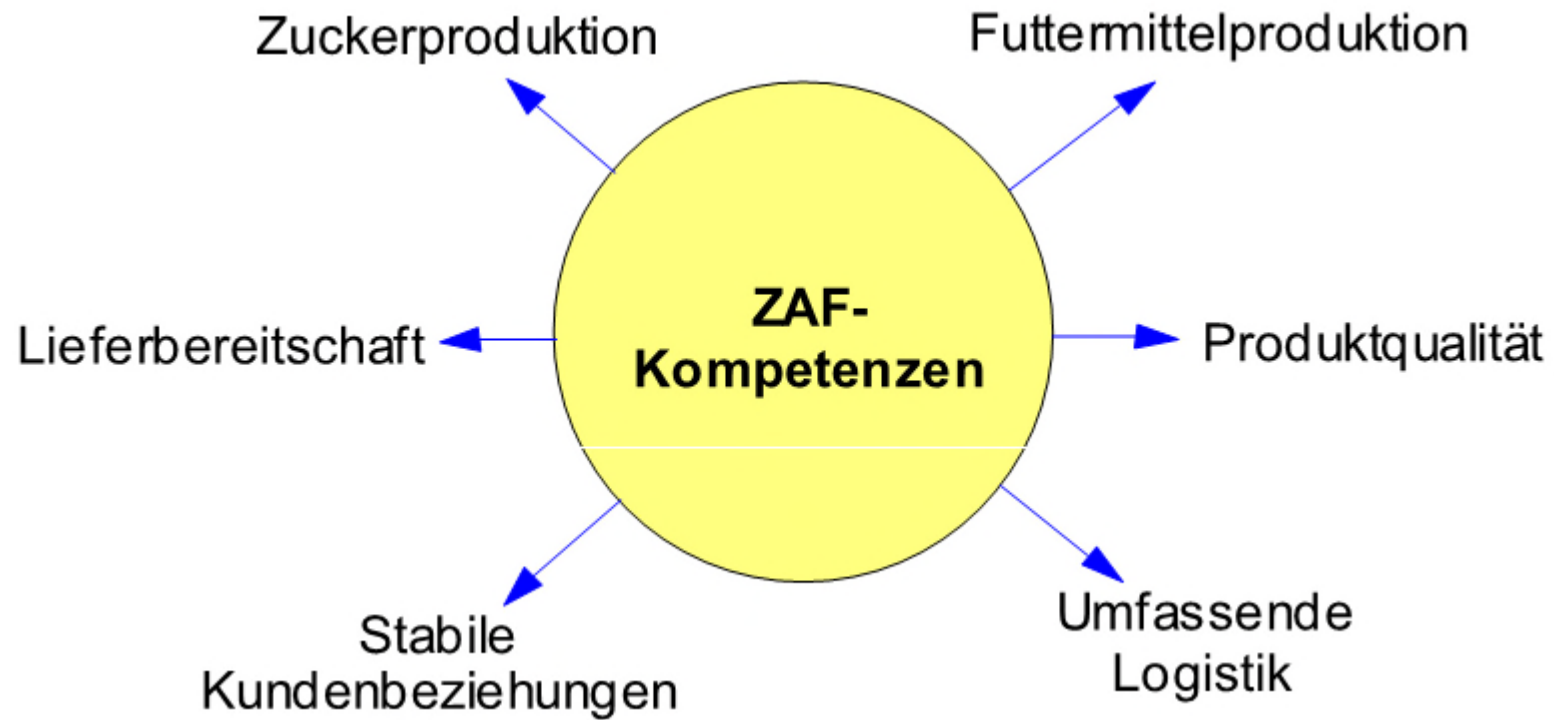 Zuckerproduktion
Futtermittelproduktion
ZAF-
Kompetenzen
Lieferbereitschaft
Produktqualität
Stabile
Kundenbeziehungen
Umfassende
Logistik